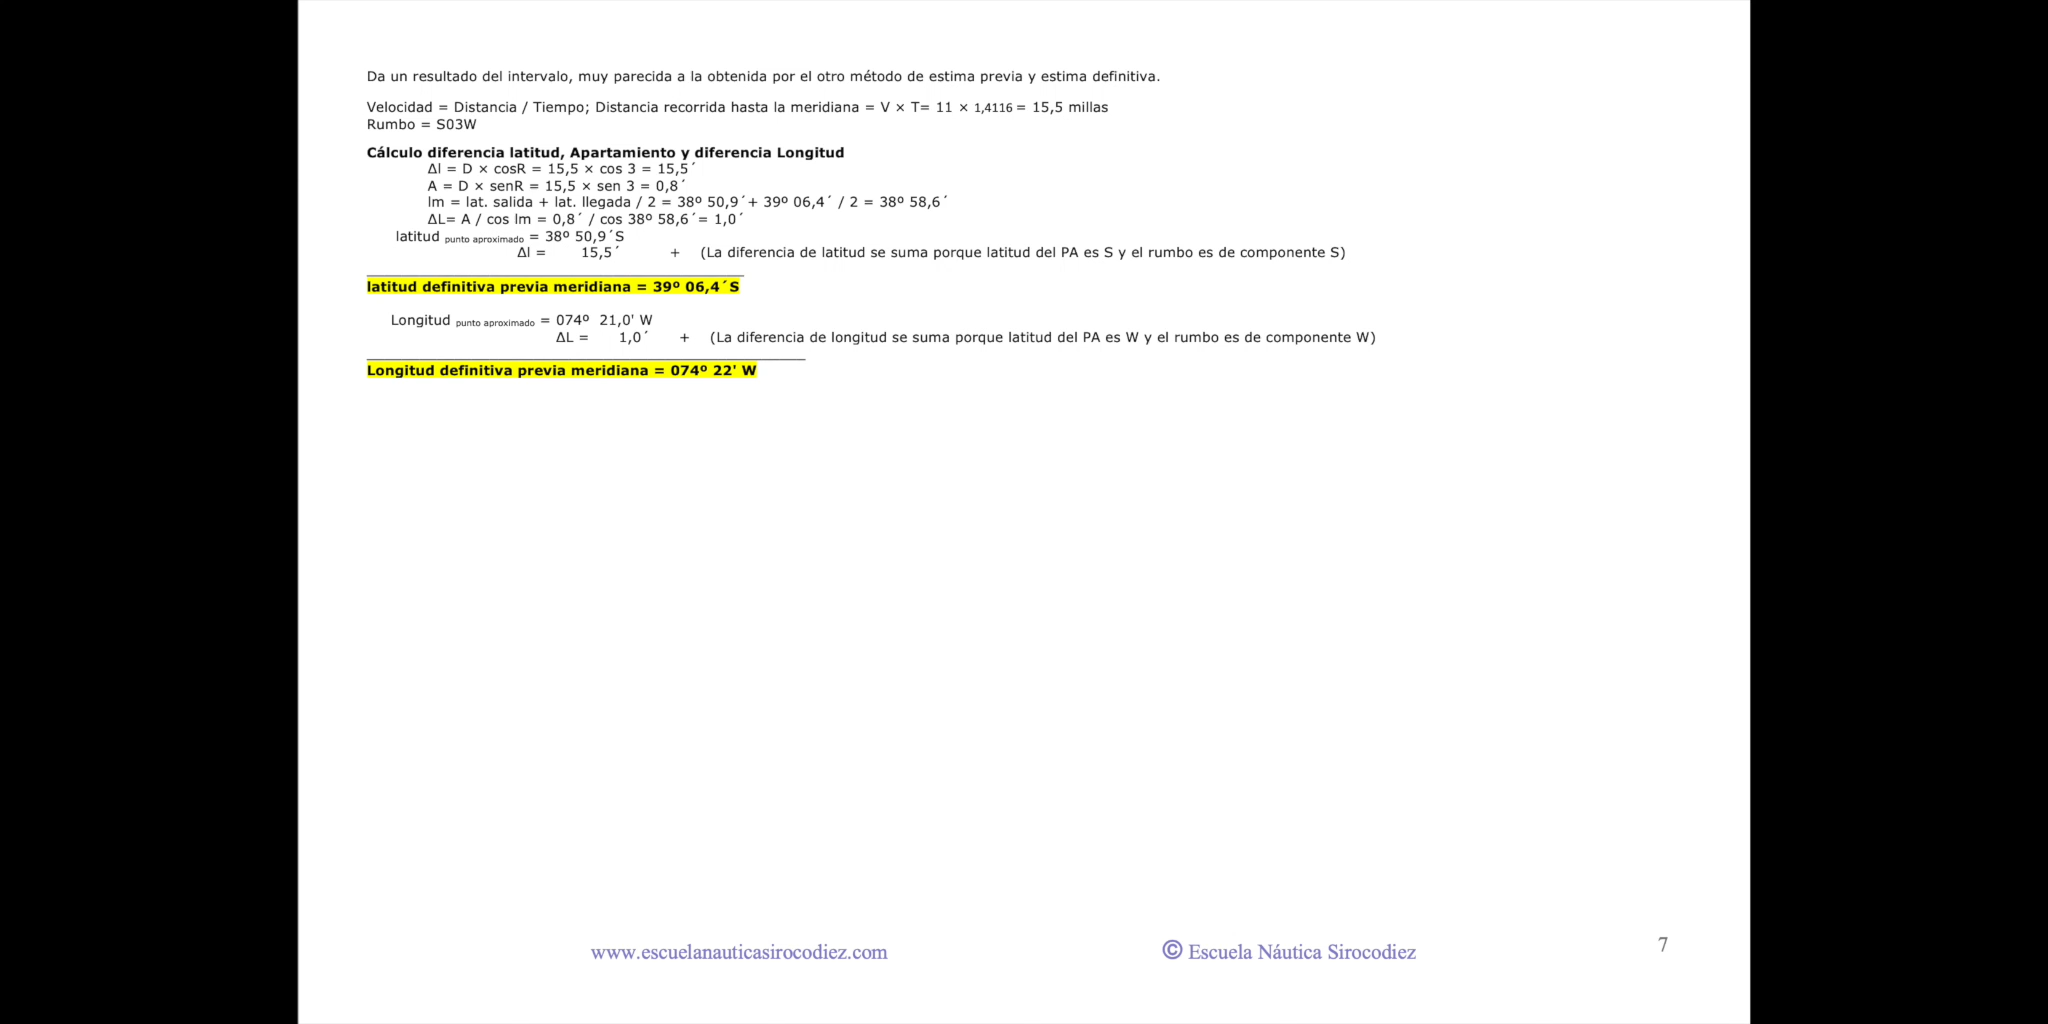 Da un resultado del intervalo, muy parecida a la obtenida por el otro método de estima previa y estima definitiva.
Velocidad = Distancia / Tiempo; Distancia recorrida hasta la meridiana = V × T= 11 × 1,4116 = 15,5 millas
Rumbo = S03W
Cálculo diferencia latitud, Apartamiento y diferencia Longitud
Δl = D × cosR = 15,5 × cos 3 = 15,5´
A = D × senR = 15,5 × sen 3 = 0,8´
lm = lat. salida + lat. llegada / 2 = 38º 50,9´+ 39º 06,4´ / 2 = 38º 58,6´
ΔL= A / cos lm = 0,8´ / cos 38º 58,6´= 1,0´
latitud punto aproximado = 38º 50,9´S
Δl = 15,5´ + (La diferencia de latitud se suma porque latitud del PA es S y el rumbo es de componente S)
latitud definitiva previa meridiana = 39º 06,4´S
Longitud punto aproximado = 074º 21,0' W
ΔL = 1,0´ + (La diferencia de longitud se suma porque latitud del PA es W y el rumbo es de componente W)
Longitud definitiva previa meridiana = 074º 22' W
www.escuelanauticasirocodiez.com © Escuela Náutica Sirocodiez 7